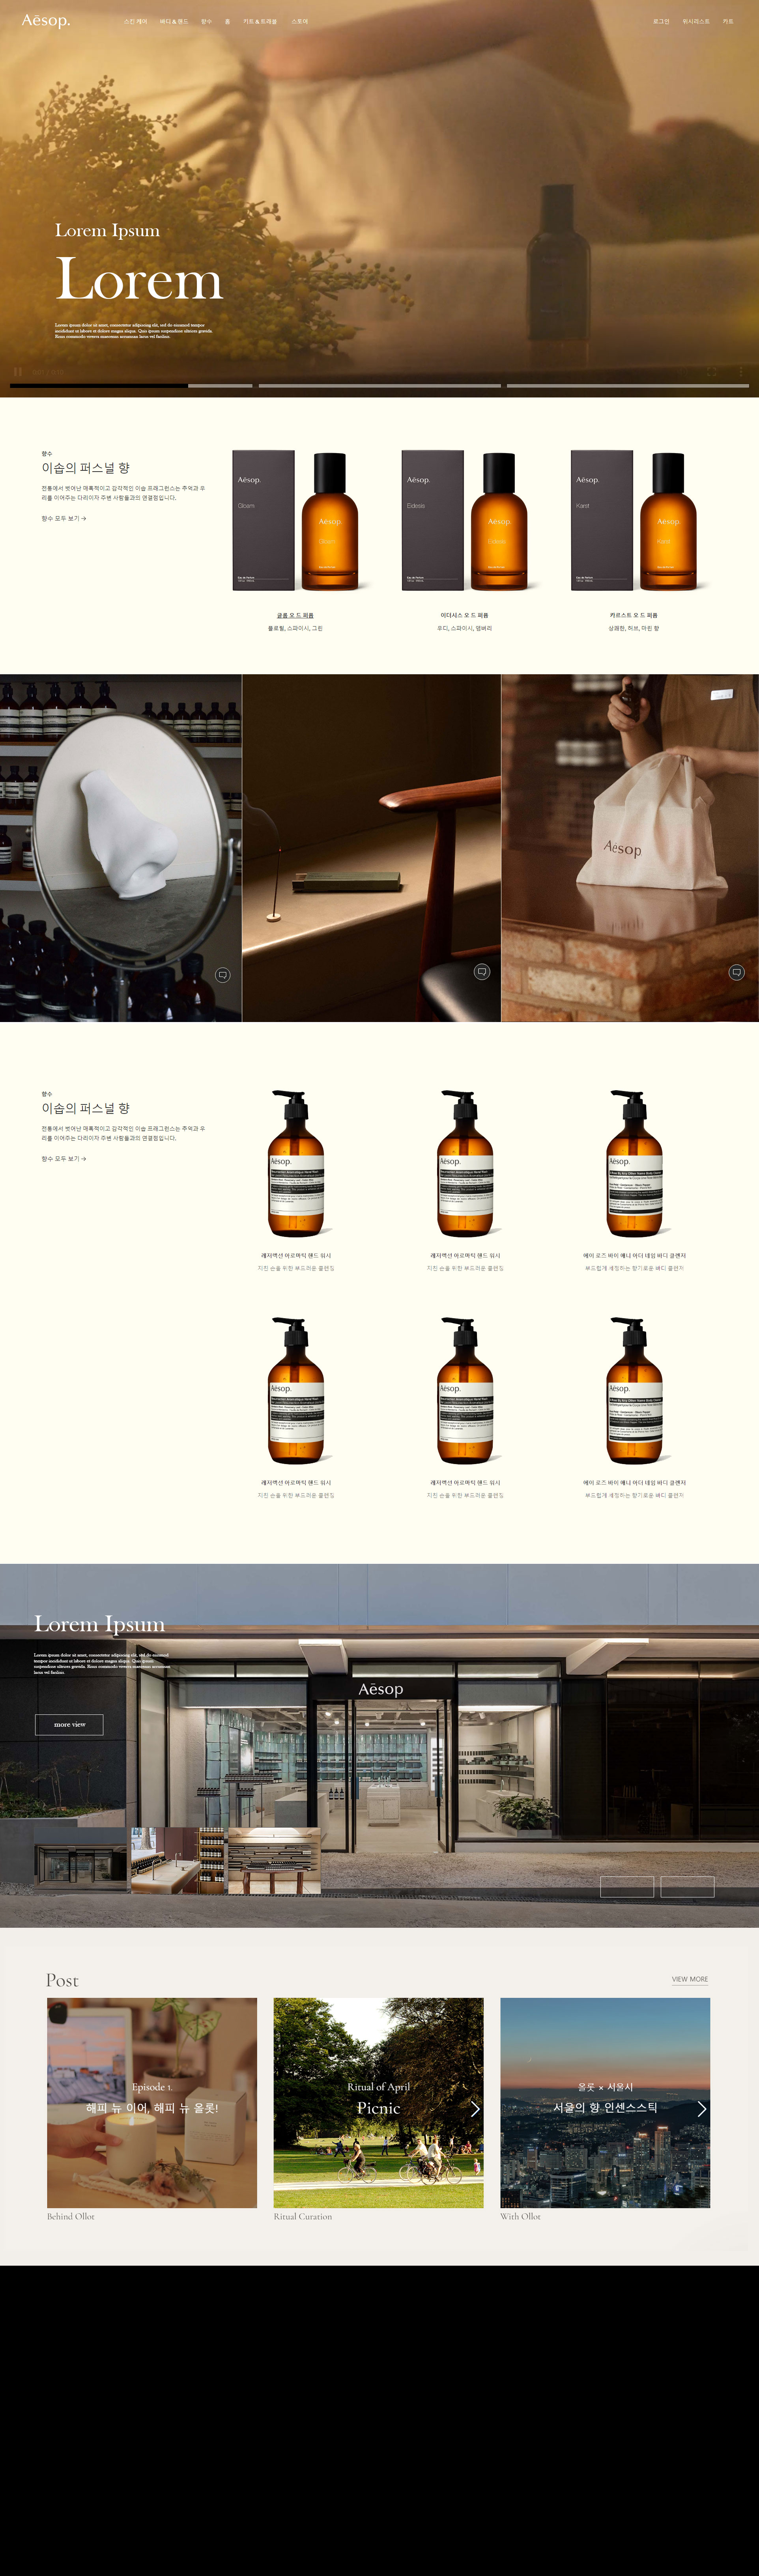 Aēsop.
스킨 케어 바디 & 핸드 향수 홈 키트 & 트래블 스토어
로그인 위시리스트 카트
Lorem Ipsum
Lorem
Lorem ipsum dolor sit amet, consectetur adipiscing elit, sed do eiusmod tempor
incididunt ut labore et dolore magna aliqua. Quis ipsum suspendisse ultrices gravida.
Risus commodo viverra maecenas accumsan lacus vel facilisis.
향수
이솝의 퍼스널 향
전통에서 벗어난 매혹적이고 감각적인 이솝 프래그런스는 추억과 우
리를 이어주는 다리이자 주변 사람들과의 연결점입니다.
향수 모두 보기 →
Aēsop.
Gloam
Aēsop.
Gloam
Aēsop.
Eidesis
Aēsop.
Eidesis
Aēsop.
Karst
Aēsop.
Karst
글롬 오 드 퍼퓸
플로럴, 스파이시, 그린
이더시스 오 드 퍼퓸
우디, 스파이시, 앰버리
카르스트 오 드 퍼퓸
상쾌한, 허브, 마린 향
Aēsop.
향수
이솝의 퍼스널 향
전통에서 벗어난 매혹적이고 감각적인 이솝 프래그런스는 추억과 우
리를 이어주는 다리이자 주변 사람들과의 연결점입니다.
향수 모두 보기 →
Aēsop.
Aēsop.
Aēsop.
레저렉션 아로마틱 핸드 워시
지친 손을 위한 부드러운 클렌징
레저렉션 아로마틱 핸드 워시
지친 손을 위한 부드러운 클렌징
에이 로즈 바이 애니 아더 네임 바디 클렌저
부드럽게 세정하는 향기로운 바디 클렌저
Aēsop.
Aēsop.
Aēsop.
레저렉션 아로마틱 핸드 워시
지친 손을 위한 부드러운 클렌징
레저렉션 아로마틱 핸드 워시
지친 손을 위한 부드러운 클렌징
에이 로즈 바이 애니 아더 네임 바디 클렌저
부드럽게 세정하는 향기로운 바디 클렌저
Lorem Ipsum
Lorem ipsum dolor sit amet, consectetur adipiscing elit, sed do eiusmod
tempor incididunt ut labore et dolore magna aliqua. Quis ipsum
suspendisse ultrices gravida. Risus commodo viverra maecenas accumsan
lacus vel facilisis.
Aēsop
more view
Post
VIEW MORE
Episode 1.
해피 뉴 이어, 해피 뉴 올롯!
Ritual of April
Picnic
올롯 × 서울시
서울의 향 인센스스틱
Behind Ollot
Ritual Curation
With Ollot